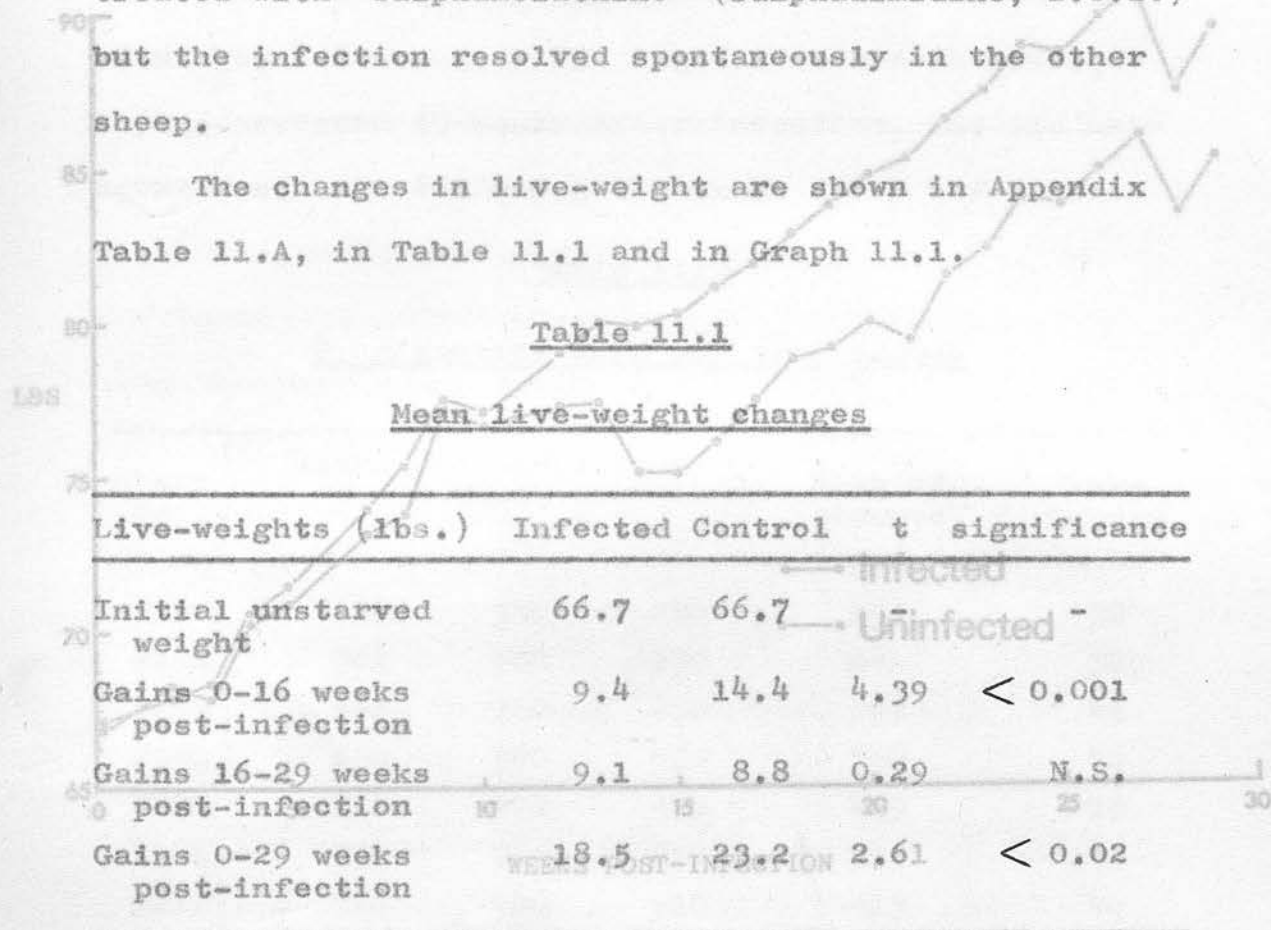 but the infection resolved spontaneously in the other
sheep.
The changes in live-weight are shown in Appendix
Table 11.A, in Table 11.1 and in Graph 11.1.
Table 11.1
Mean live-weight changes
Live-weights (lbs.) Infected Control t significance
Initial unstarved weight 66.7 66.7 - -
Gains 0-16 weeks post-infection 9.4 14.4 4.39 < 0.001
Gains 16-29 weeks post-infection 9.1 8.8 0.29 N.S.
Gains 0-29 weeks post-infection 18.5 23.2 2.61 < 0.02
90
85
80
LBS
75
70
65
0 10 15 20 25 30
Infected
Uninfected
WEEKS POST-INFECTION